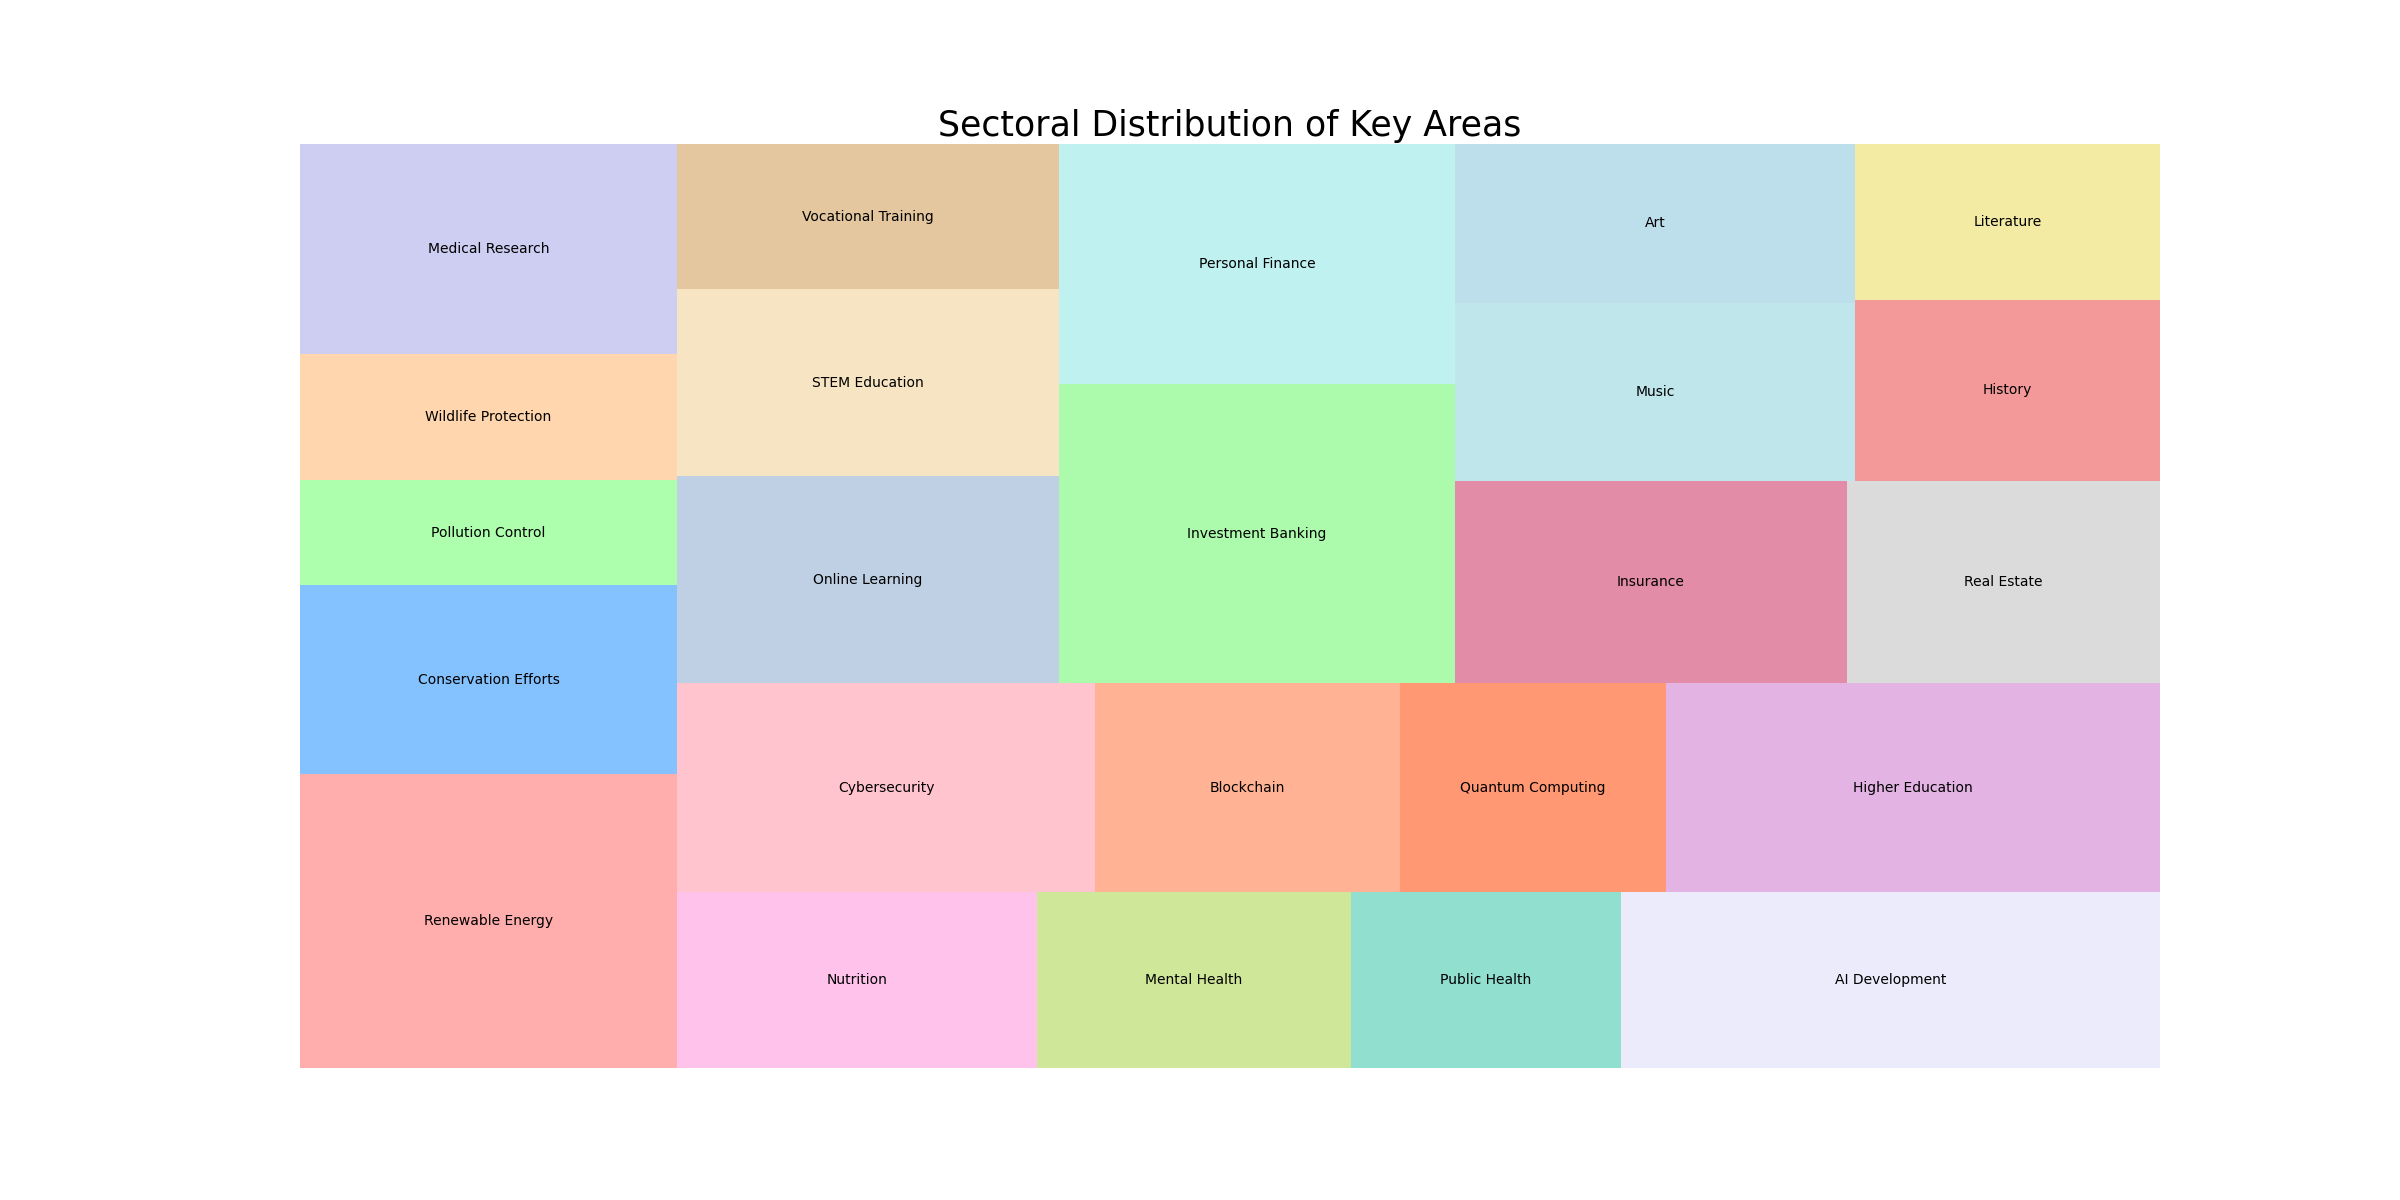 Sectoral Distribution of Key Areas
Medical Research
Vocational Training
Personal Finance
Art
Literature
Wildlife Protection
STEM Education
Music
History
Pollution Control
Online Learning
Investment Banking
Insurance
Real Estate
Conservation Efforts
Cybersecurity
Blockchain
Quantum Computing
Higher Education
Renewable Energy
Nutrition
Mental Health
Public Health
AI Development